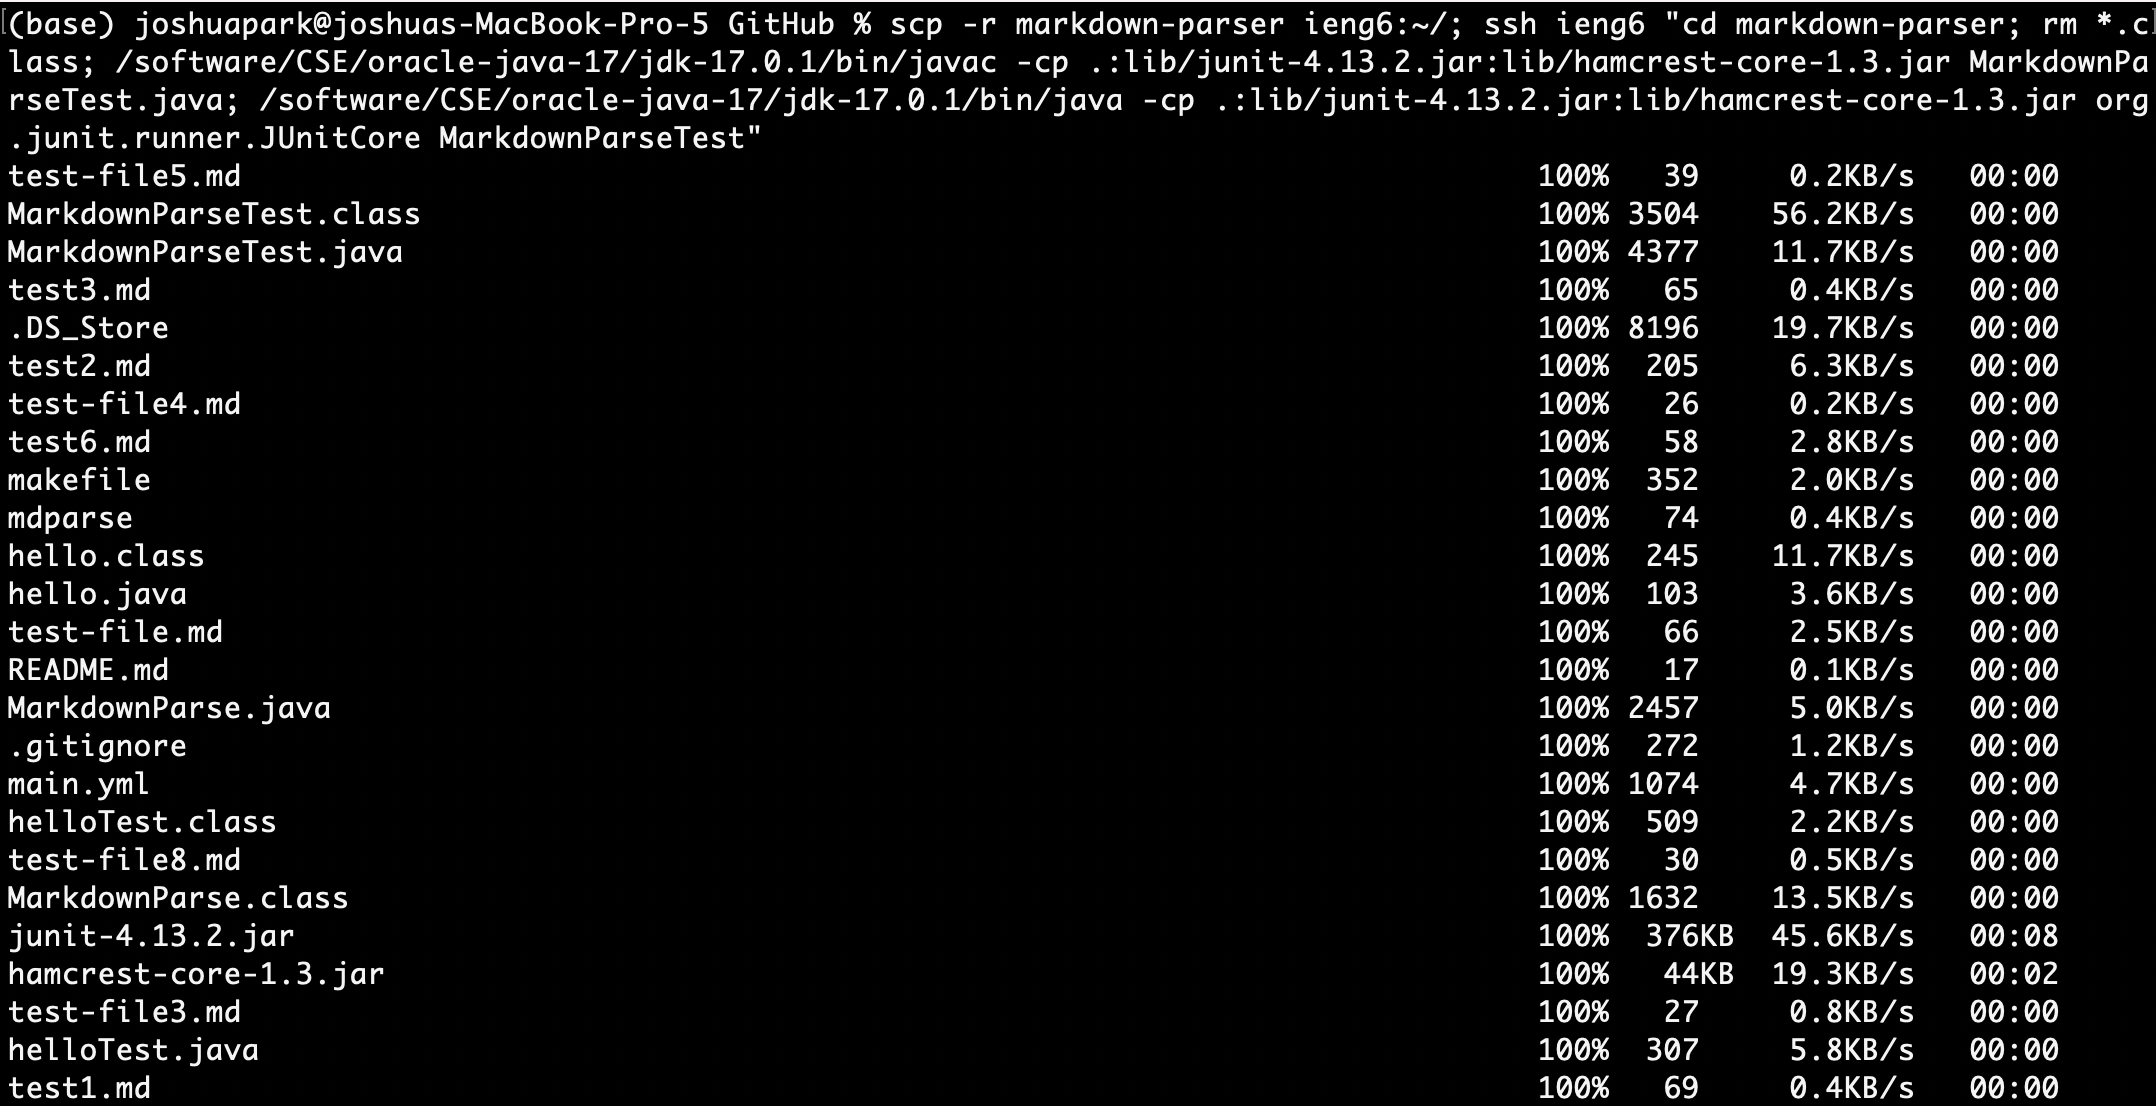 (base) joshuapark@joshuas-MacBook-Pro-5 GitHub % scp -r markdown-parser ieng6:~/; ssh ieng6 "cd markdown-parser; rm *.c
lass; /software/CSE/oracle-java-17/jdk-17.0.1/bin/javac -cp .:lib/junit-4.13.2.jar:lib/hamcrest-core-1.3.jar MarkdownPa
rseTest.java; /software/CSE/oracle-java-17/jdk-17.0.1/bin/java -cp .:lib/junit-4.13.2.jar:lib/hamcrest-core-1.3.jar org
.junit.runner.JUnitCore MarkdownParseTest"
test-file5.md 100% 39 0.2KB/s 00:00
MarkdownParseTest.class 100% 3504 56.2KB/s 00:00
MarkdownParseTest.java 100% 4377 11.7KB/s 00:00
test3.md 100% 65 0.4KB/s 00:00
.DS_Store 100% 8196 19.7KB/s 00:00
test2.md 100% 205 6.3KB/s 00:00
test-file4.md 100% 26 0.2KB/s 00:00
test6.md 100% 58 2.8KB/s 00:00
makefile 100% 352 2.0KB/s 00:00
mdparse 100% 74 0.4KB/s 00:00
hello.class 100% 245 11.7KB/s 00:00
hello.java 100% 103 3.6KB/s 00:00
test-file.md 100% 66 2.5KB/s 00:00
README.md 100% 17 0.1KB/s 00:00
MarkdownParse.java 100% 2457 5.0KB/s 00:00
.gitignore 100% 272 1.2KB/s 00:00
main.yml 100% 1074 4.7KB/s 00:00
helloTest.class 100% 509 2.2KB/s 00:00
test-file8.md 100% 30 0.5KB/s 00:00
MarkdownParse.class 100% 1632 13.5KB/s 00:00
junit-4.13.2.jar 100% 376KB 45.6KB/s 00:08
hamcrest-core-1.3.jar 100% 44KB 19.3KB/s 00:02
test-file3.md 100% 27 0.8KB/s 00:00
helloTest.java 100% 307 5.8KB/s 00:00
test1.md 100% 69 0.4KB/s 00:00